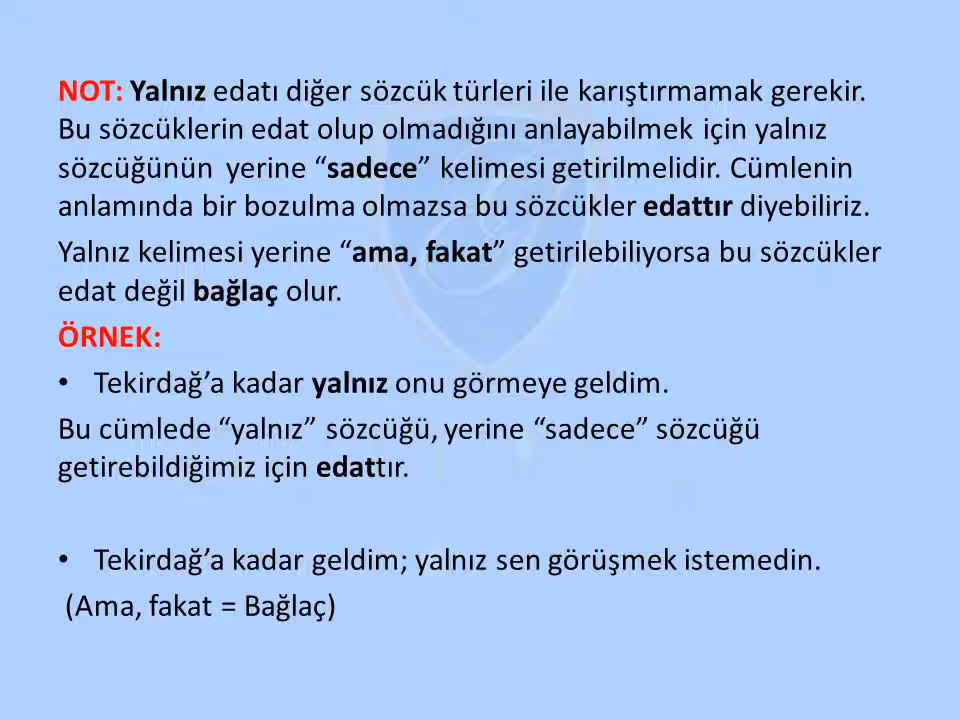 NOT: Yalnız edatı diğer sözcük türleri ile karıştırmamak gerekir.
Bu sözcüklerin edat olup olmadığını anlayabilmek için yalnız
sözcüğünün yerine “sadece” kelimesi getirilmelidir. Cümlenin
anlamında bir bozulma olmazsa bu sözcükler edattır diyebiliriz.
Yalnız kelimesi yerine “ama, fakat” getirilebiliyorsa bu sözcükler
edat değil bağlaç olur.
ÖRNEK:
• Tekirdağ’a kadar yalnız onu görmeye geldim.
Bu cümlede “yalnız” sözcüğü, yerine “sadece” sözcüğü
getirebildiğimiz için edattır.
• Tekirdağ’a kadar geldim; yalnız sen görüşmek istemedin.
(Ama, fakat = Bağlaç)